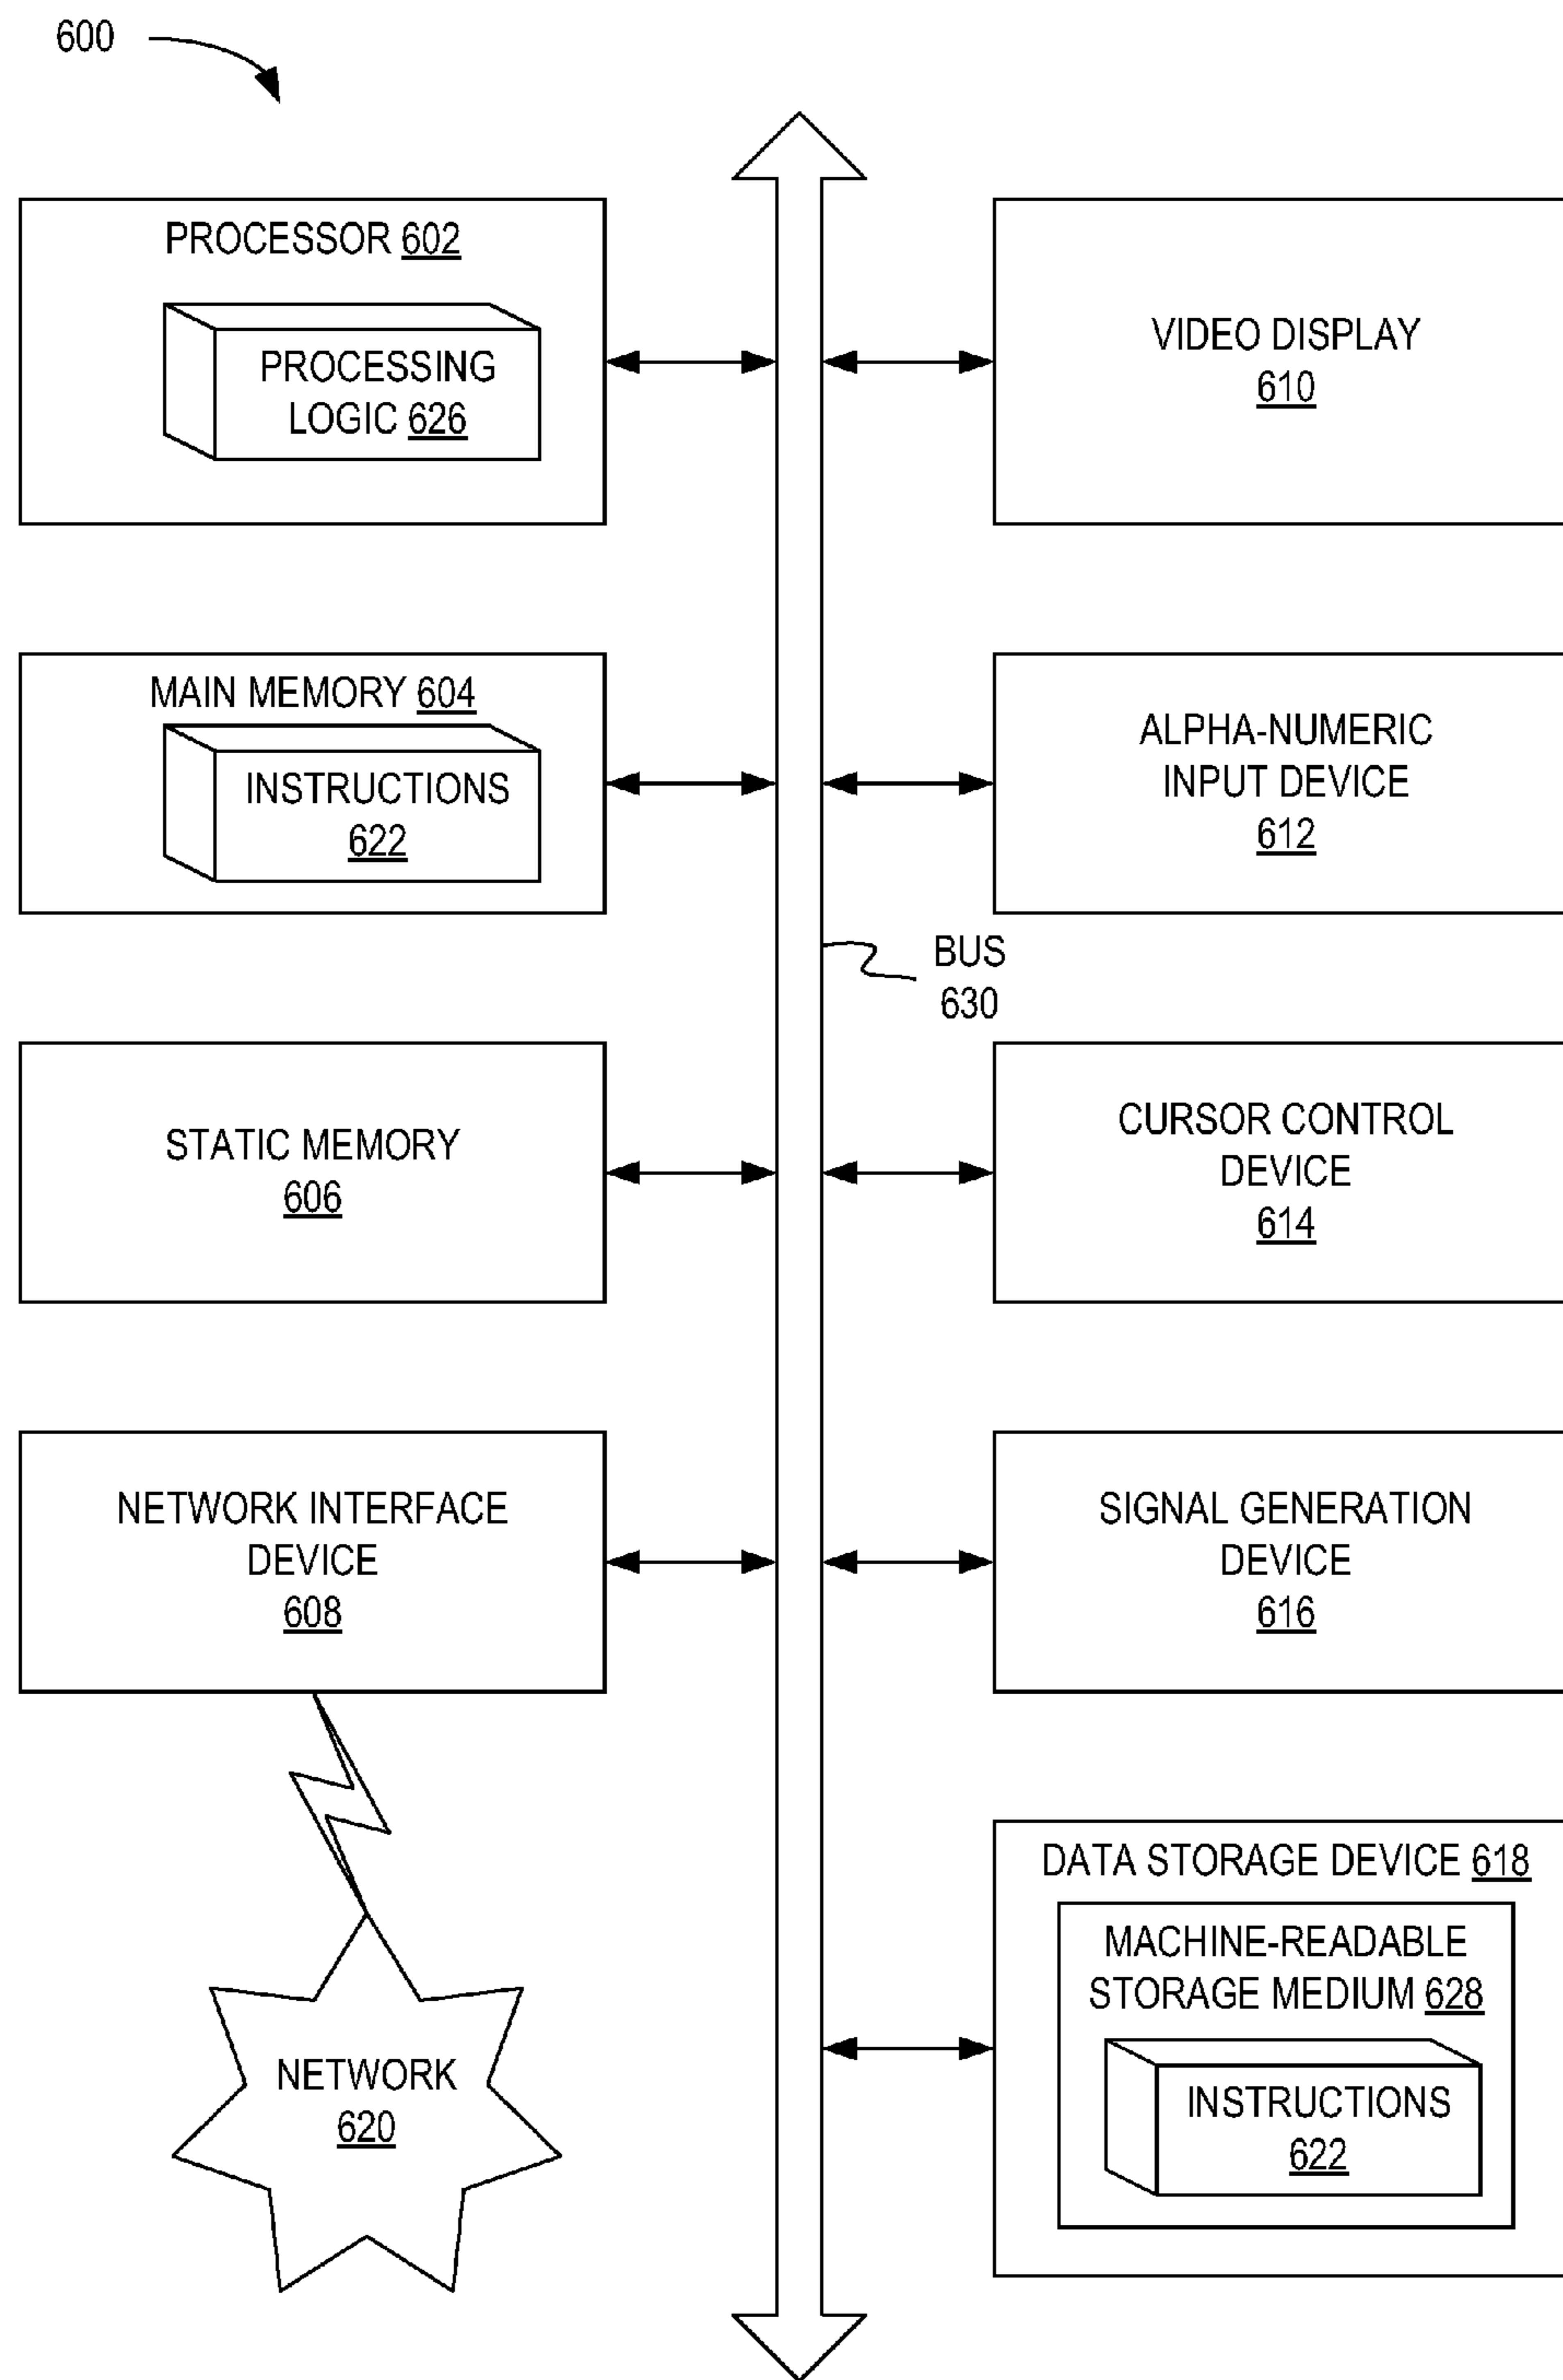 600
PROCESSOR 602
PROCESSING
LOGIC 626
VIDEO DISPLAY
610
MAIN MEMORY 604
INSTRUCTIONS
622
ALPHA-NUMERIC
INPUT DEVICE
612
BUS
630
STATIC MEMORY
606
CURSOR CONTROL
DEVICE
614
NETWORK INTERFACE
DEVICE
608
SIGNAL GENERATION
DEVICE
616
DATA STORAGE DEVICE 618
MACHINE-READABLE
STORAGE MEDIUM 628
INSTRUCTIONS
622
NETWORK
620